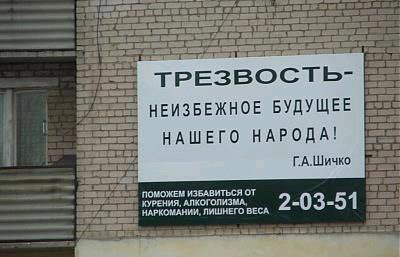 ТРЕЗВОСТЬ-
НЕИЗБЕЖНОЕ БУДУЩЕЕ
НАШЕГО НАРОДА!
Г.А.Шичко
ПОМОЖЕМ ИЗБАВИТЬСЯ ОТ
КУРЕНИЯ, АЛКОГОЛИЗМА,
НАРКОМАНИИ, ЛИШНЕГО ВЕСА
2-03-51